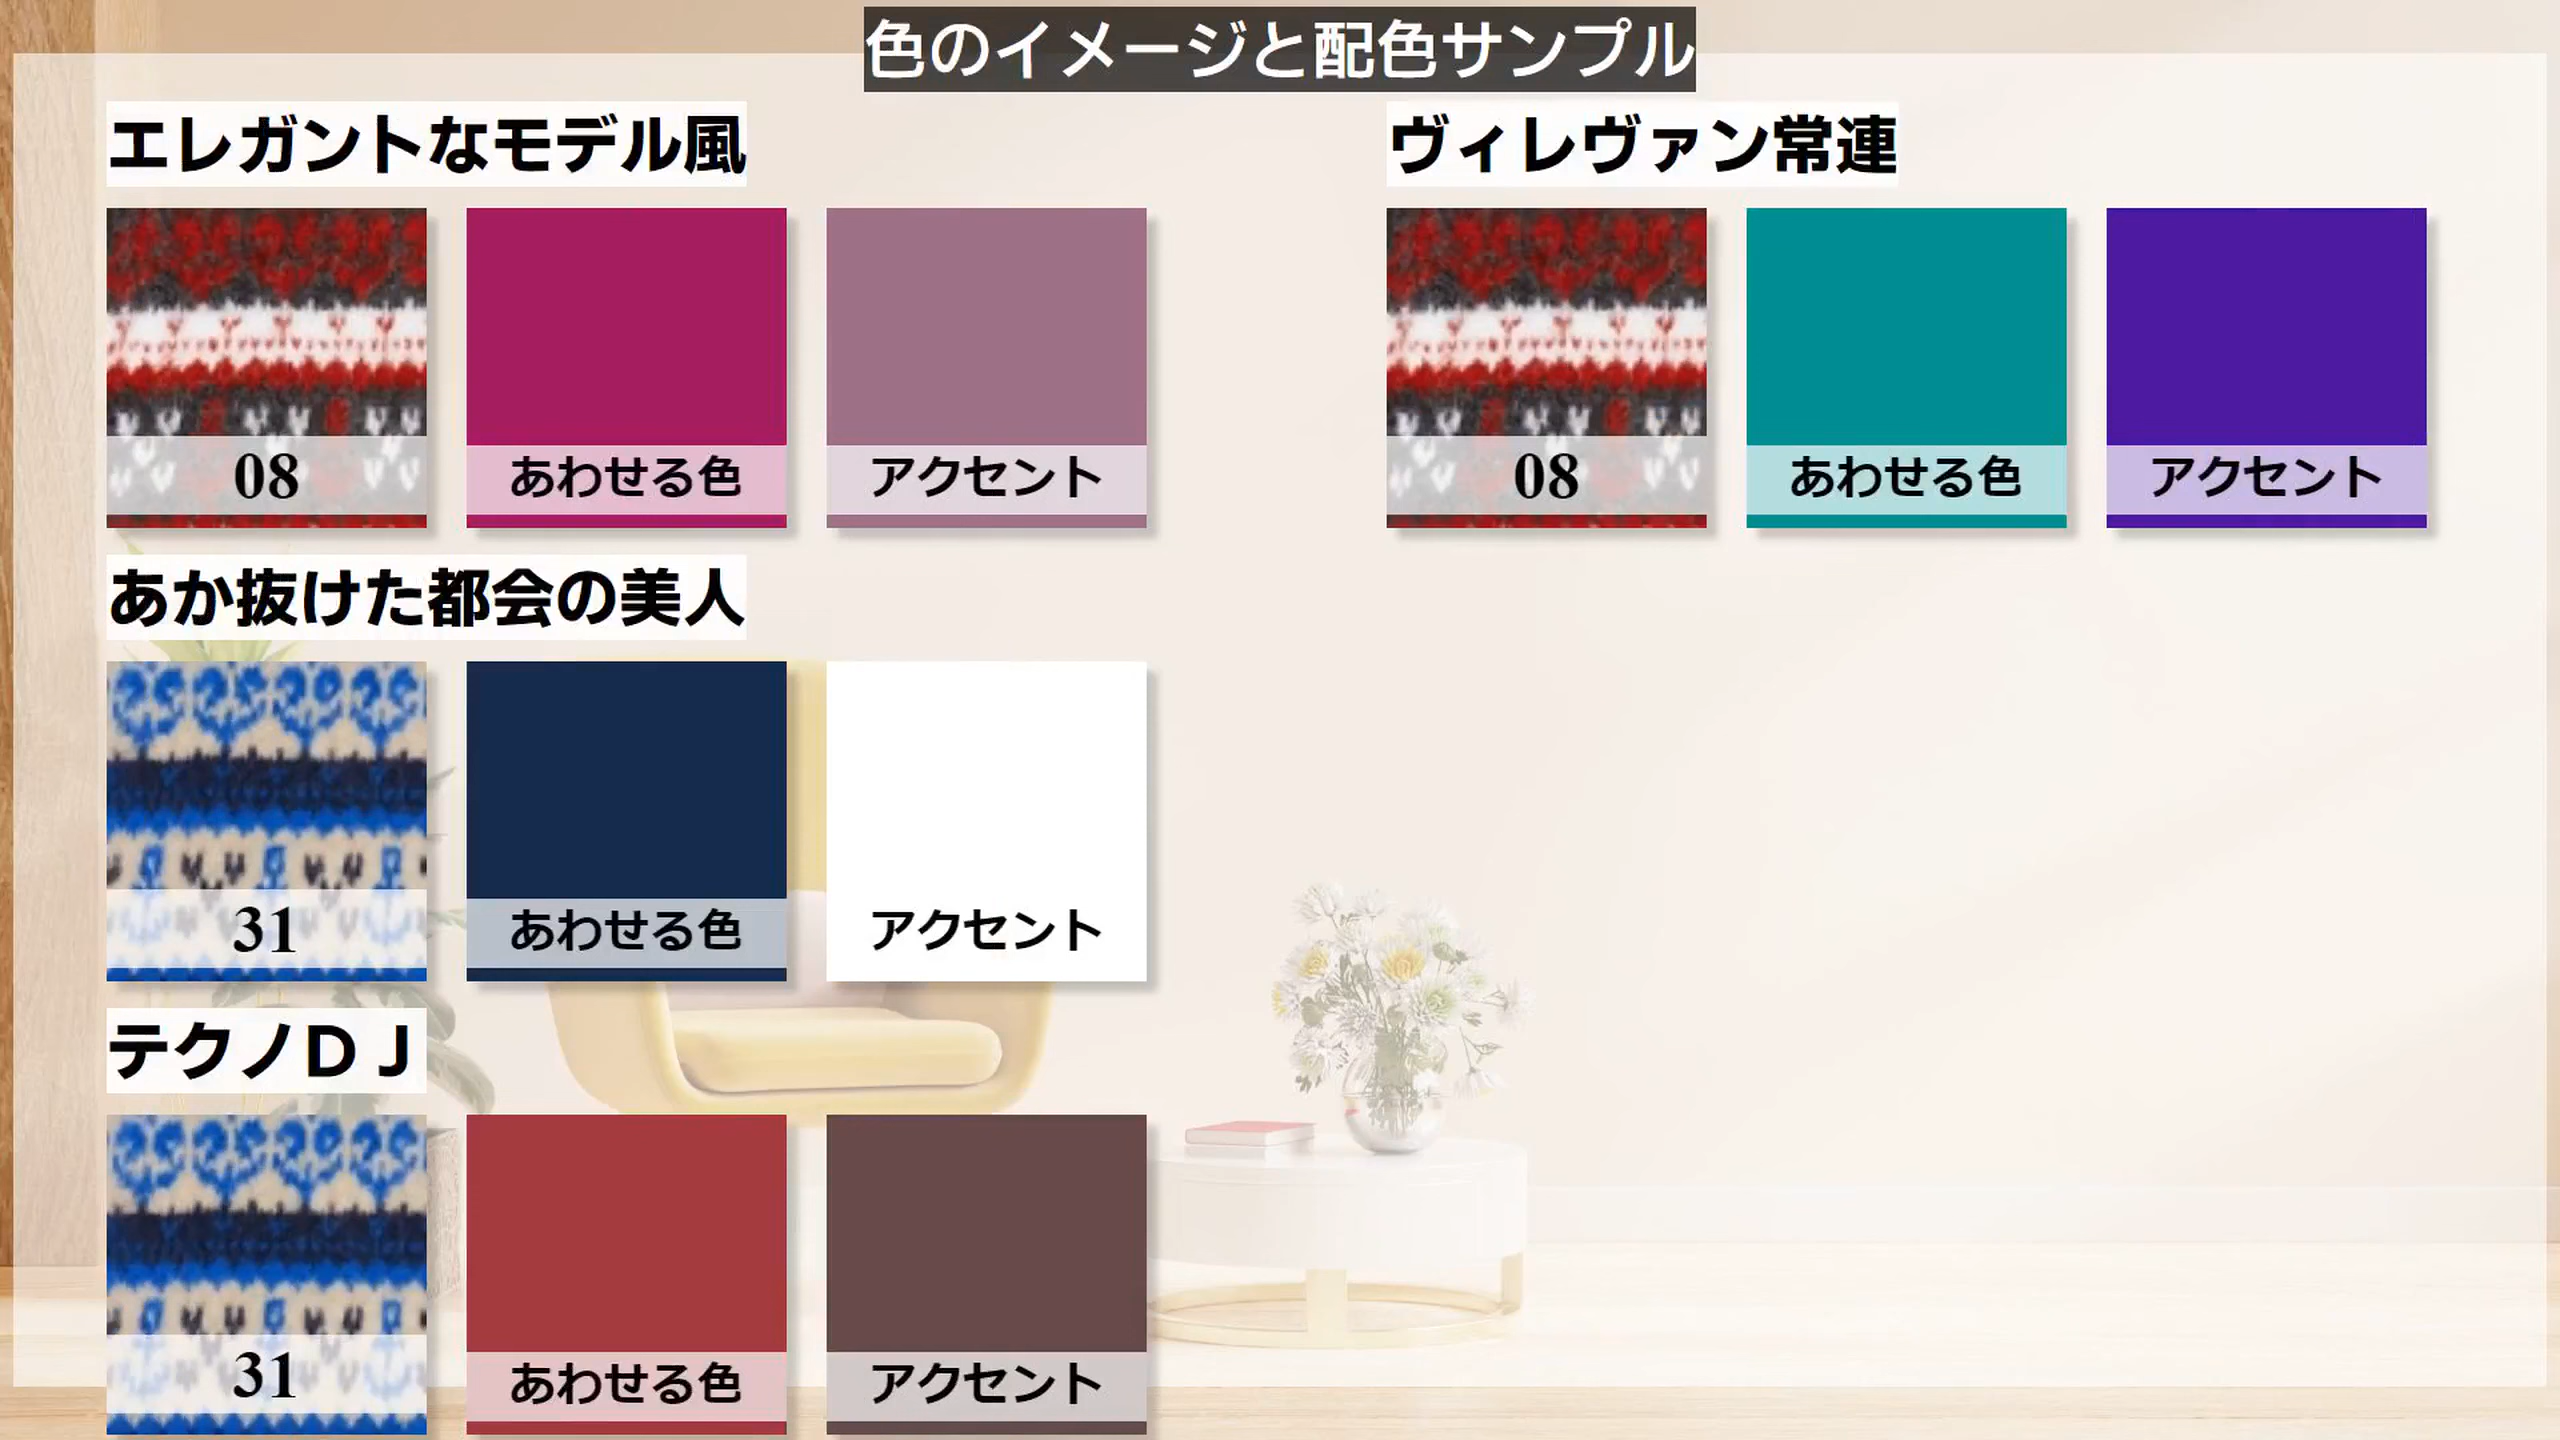 色のイメージと配色サンプル
エレガントなモデル風
08
あわせる色
アクセント
ヴィレヴァン常連
08
あわせる色
アクセント
あか抜けた都会の美人
31
あわせる色
アクセント
テクノＤＪ
31
あわせる色
アクセント